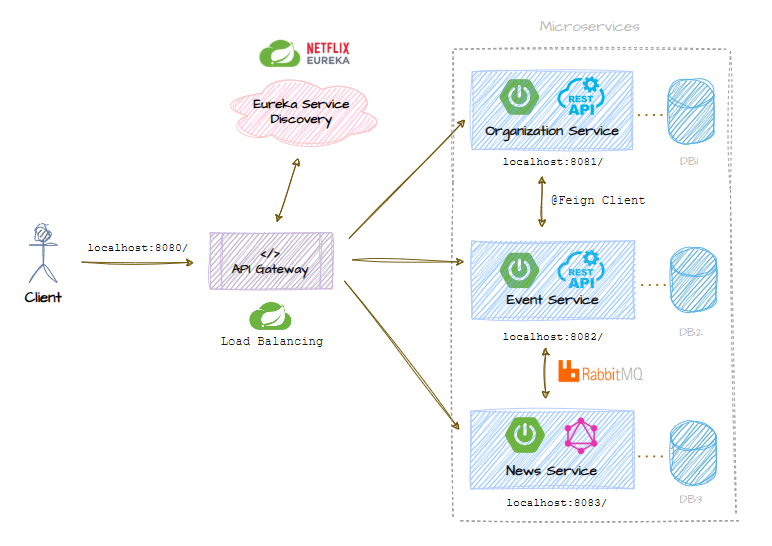 Microservices
NETFLIX
EUREKA
Eureka Service
Discovery
REST
API
Organization Service
DB1
localhost:8081/
@Feign Client
localhost:8080/
</>
API Gateway
Client
Load Balancing
REST
API
Event Service
DB2
localhost:8082/
RabbitMQ
News Service
DB3
localhost:8083/